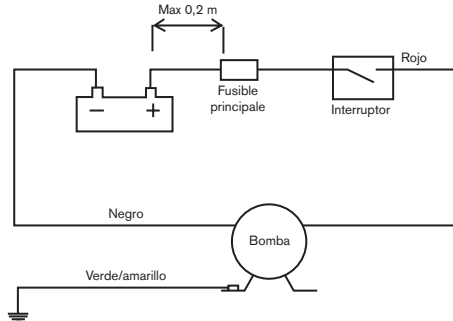 Max 0,2 m
Rojo
− +
Fusible
principale
Interruptor
Negro
Bomba
Verde/amarillo